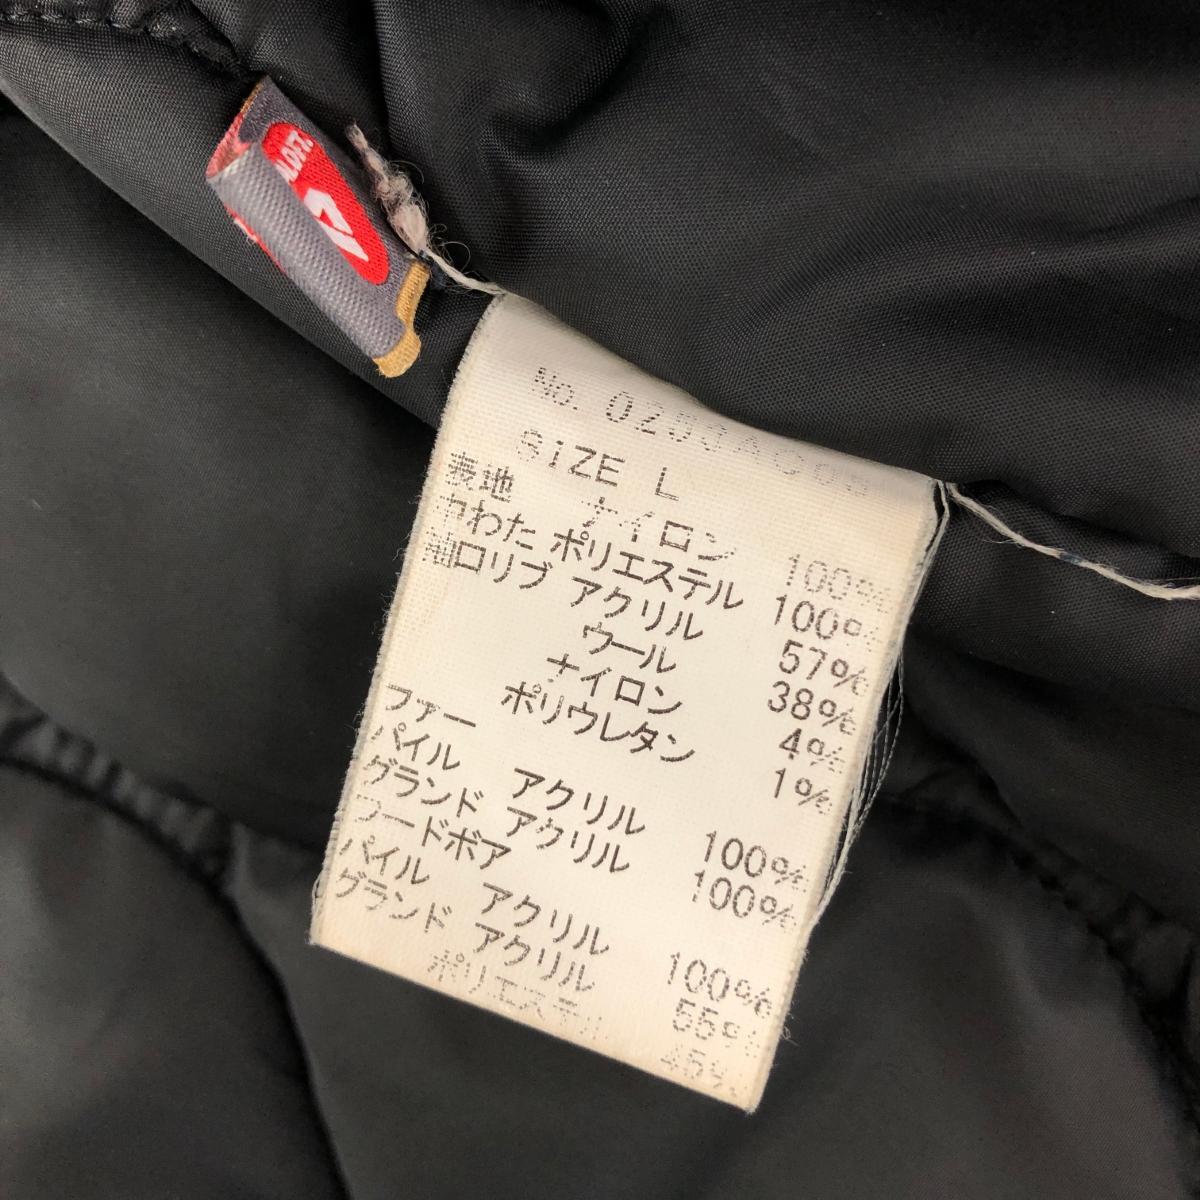 ALOFT.
No. 0203AC05
SIZE L
表地 ナイロン 100%
中わた ポリエステル 100%
袖口リブ アクリル 57%
ウール 38%
ナイロン 4%
ポリウレタン 1%
ファー
パイル アクリル 100%
グランド アクリル 100%
フードボア
パイル アクリル 100%
グランド アクリル 55%
ポリエステル 45%